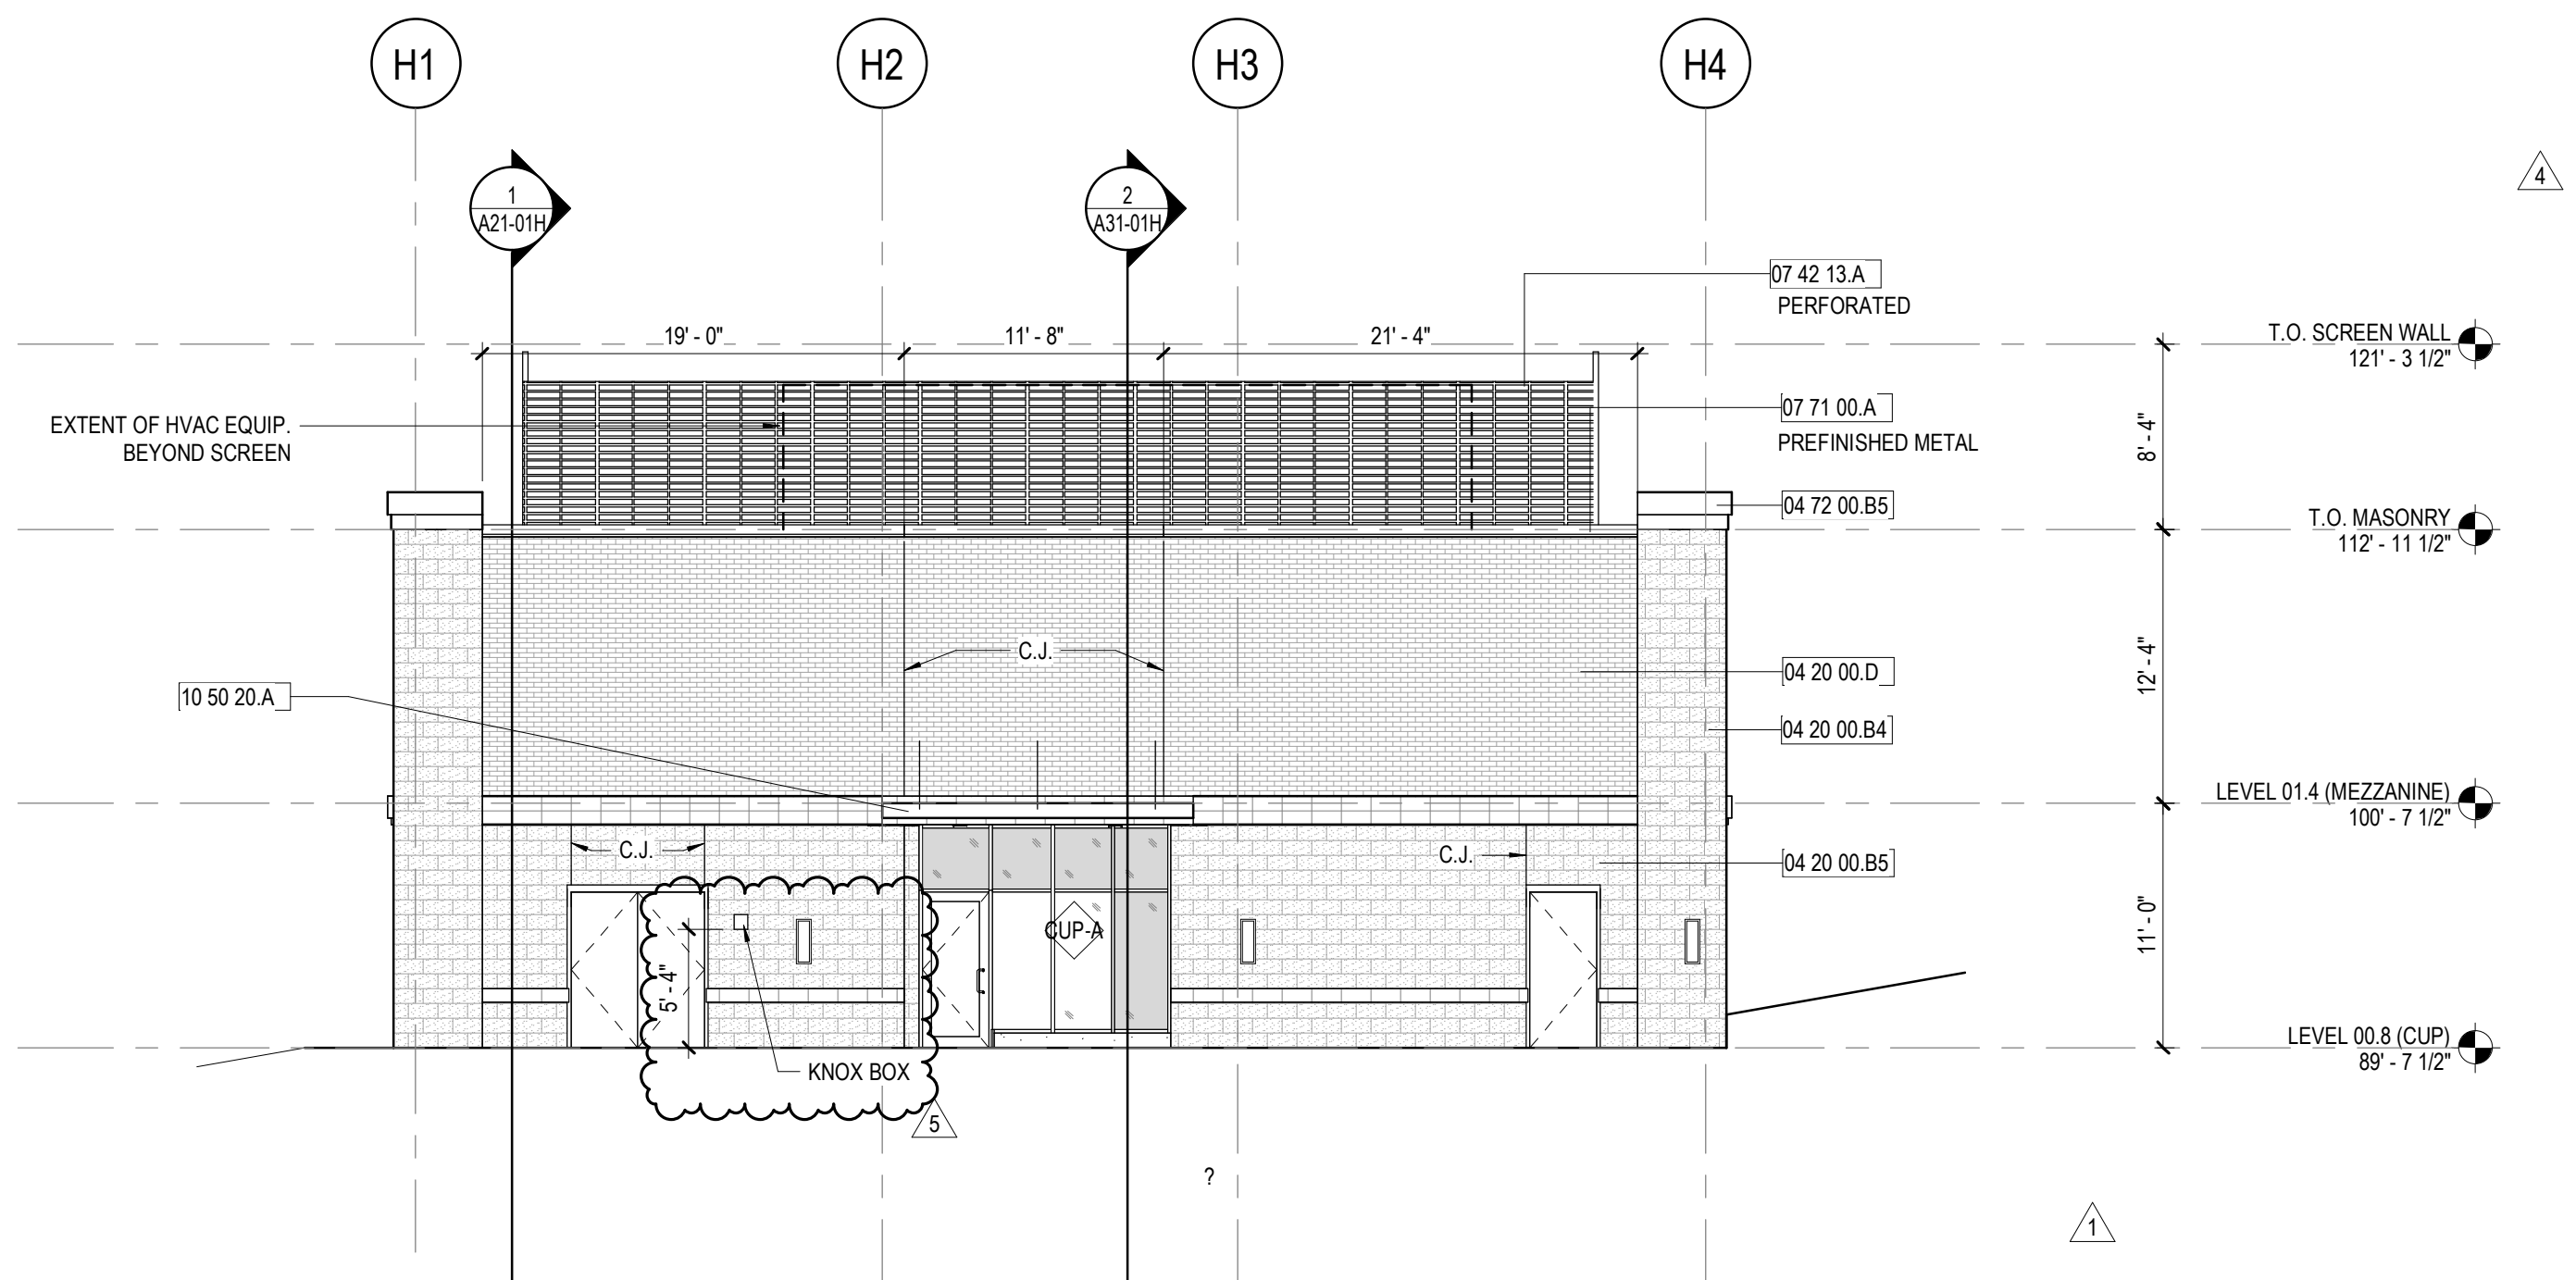 H1
H2
H3
H4
1
A21-01H
2
A31-01H
4
07 42 13.A
PERFORATED
19' - 0"
11' - 8"
21' - 4"
T.O. SCREEN WALL
121' - 3 1/2"
EXTENT OF HVAC EQUIP.
BEYOND SCREEN
07 71 00.A
PREFINISHED METAL
8' - 4"
04 72 00.B5
T.O. MASONRY
112' - 11 1/2"
C.J.
04 20 00.D
12' - 4"
10 50 20.A
04 20 00.B4
LEVEL 01.4 (MEZZANINE)
100' - 7 1/2"
C.J.
C.J.
04 20 00.B5
CUP-A
11' - 0"
5' - 4"
LEVEL 00.8 (CUP)
89' - 7 1/2"
KNOX BOX
5
?
1